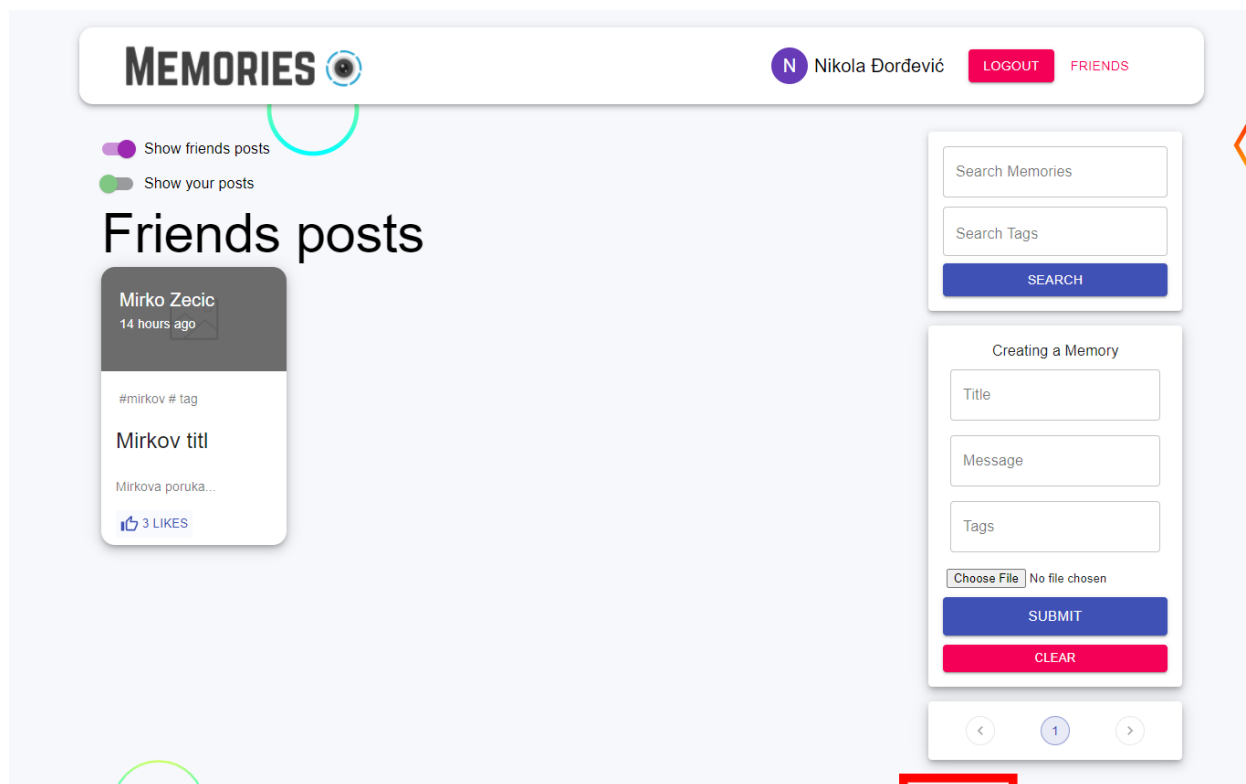 MEMORIES
N Nikola Đorđević LOGOUT FRIENDS
Show friends posts
Show your posts
Friends posts
Mirko Zecic
14 hours ago
#mirkov # tag
Mirkov titl
Mirkova poruka...
3 LIKES
Search Memories
Search Tags
SEARCH
Creating a Memory
Title
Message
Tags
Choose File No file chosen
SUBMIT
CLEAR
< 1 >